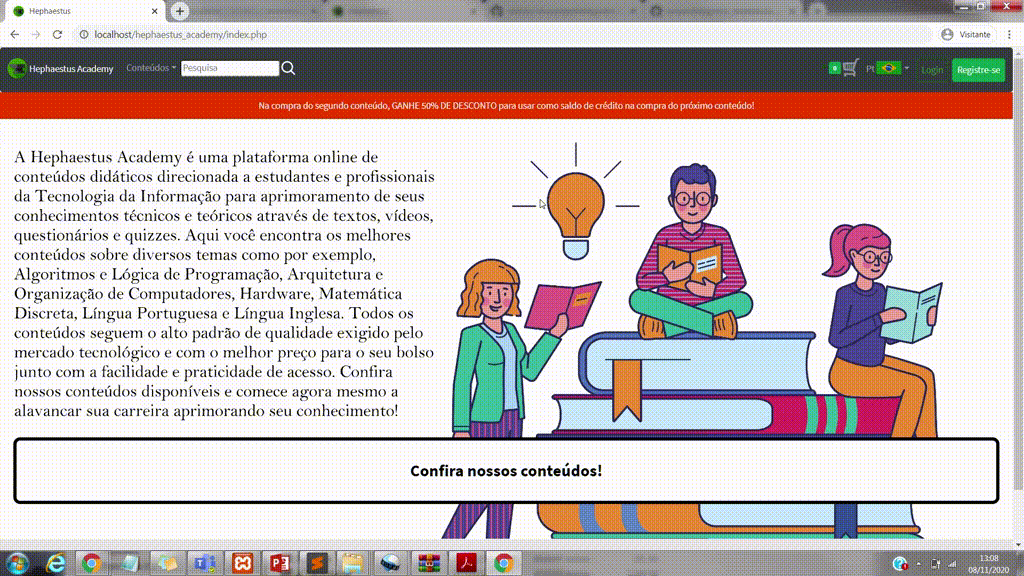 Hephaestus
localhost/hephaestus_academy/index.php
Visitante
Hephaestus Academy
Conteúdos
Pesquisa
0
Pt
Login
Registre-se
Na compra do segundo conteúdo, GANHE 50% DE DESCONTO para usar como saldo de crédito na compra do próximo conteúdo!
A Hephaestus Academy é uma plataforma online de
conteúdos didáticos direcionada a estudantes e profissionais
da Tecnologia da Informação para aprimoramento de seus
conhecimentos técnicos e teóricos através de textos, vídeos,
questionários e quizzes. Aqui você encontra os melhores
conteúdos sobre diversos temas como por exemplo,
Algoritmos e Lógica de Programação, Arquitetura e
Organização de Computadores, Hardware, Matemática
Discreta, Língua Portuguesa e Língua Inglesa. Todos os
conteúdos seguem o alto padrão de qualidade exigido pelo
mercado tecnológico e com o melhor preço para o seu bolso
junto com a facilidade e praticidade de acesso. Confira
nossos conteúdos disponíveis e comece agora mesmo a
alavancar sua carreira aprimorando seu conhecimento!
Confira nossos conteúdos!
13:08
08/11/2020